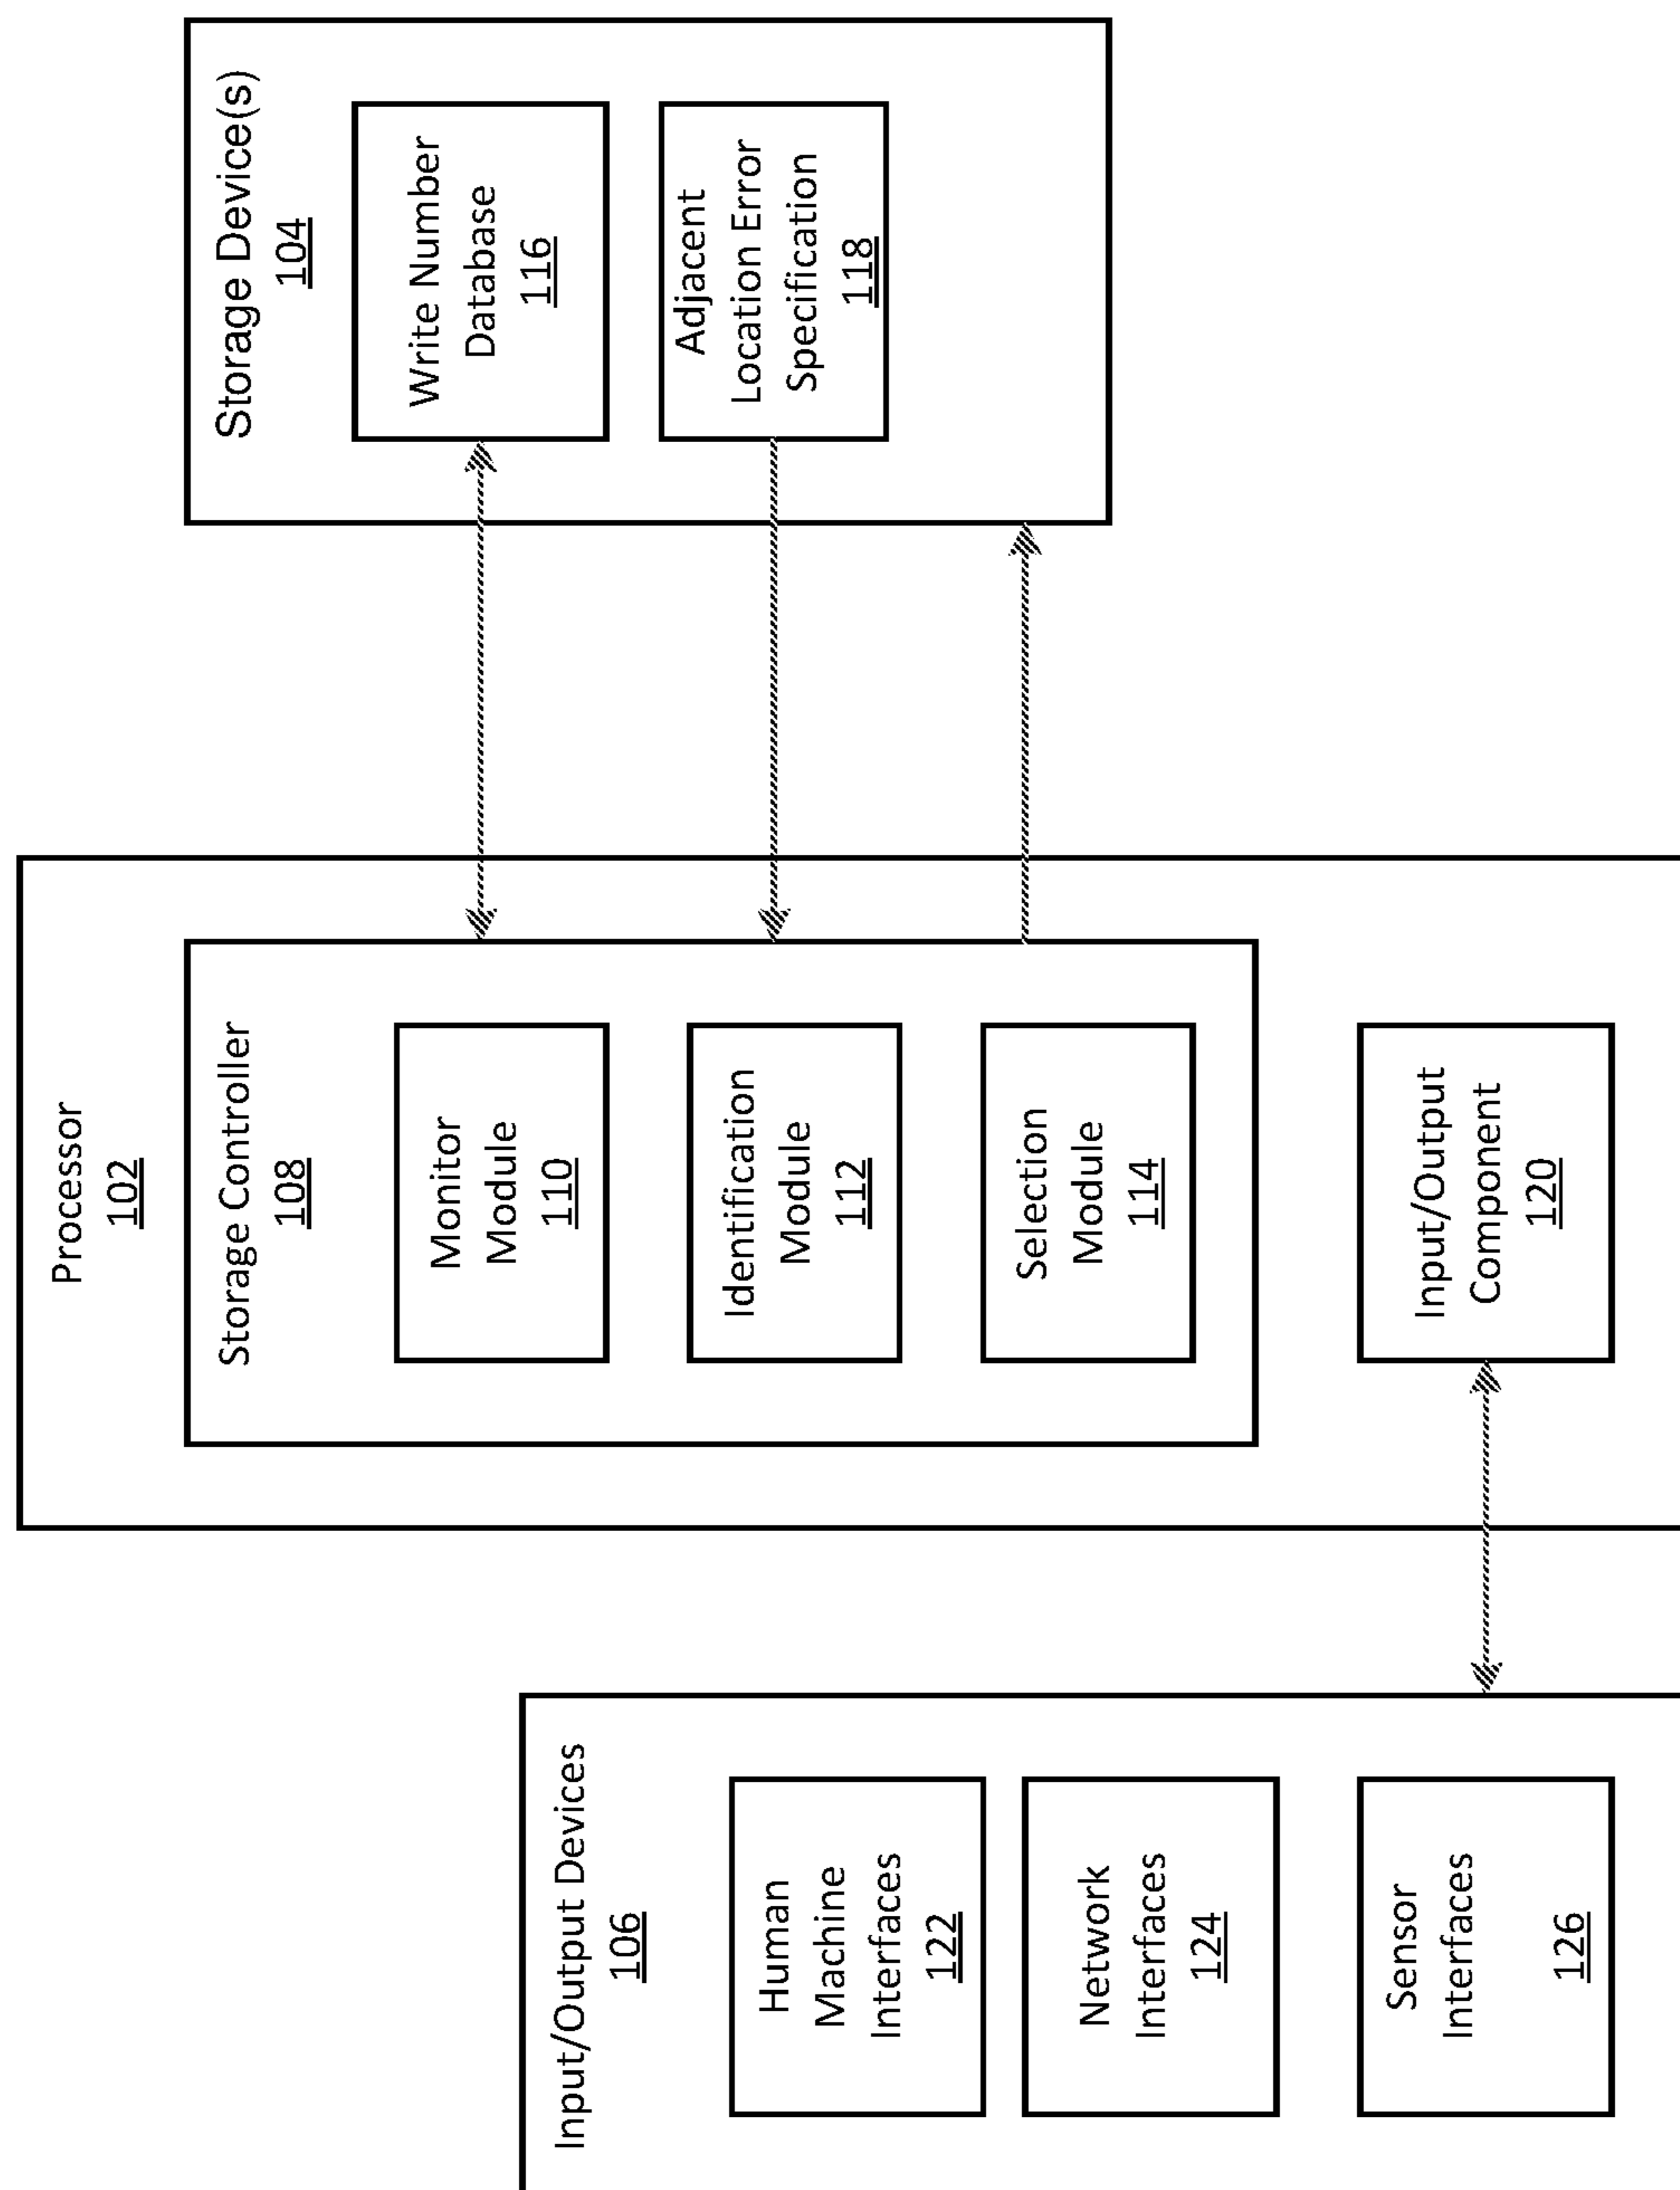 Input/Output Devices
106
Human
Machine
Interfaces
122
Network
Interfaces
124
Sensor
Interfaces
126
Processor
102
Storage Controller
108
Monitor
Module
110
Identification
Module
112
Selection
Module
114
Input/Output
Component
120
Storage Device(s)
104
Write Number
Database
116
Adjacent
Location Error
Specification
118